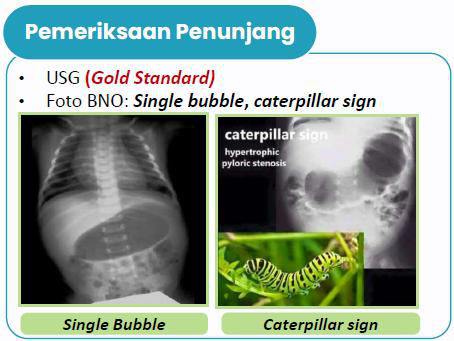 Pemeriksaan Penunjang
• USG (Gold Standard)
• Foto BNO: Single bubble, caterpillar sign
caterpillar sign
hypertrophic
pyloric stenosis
Single Bubble
Caterpillar sign